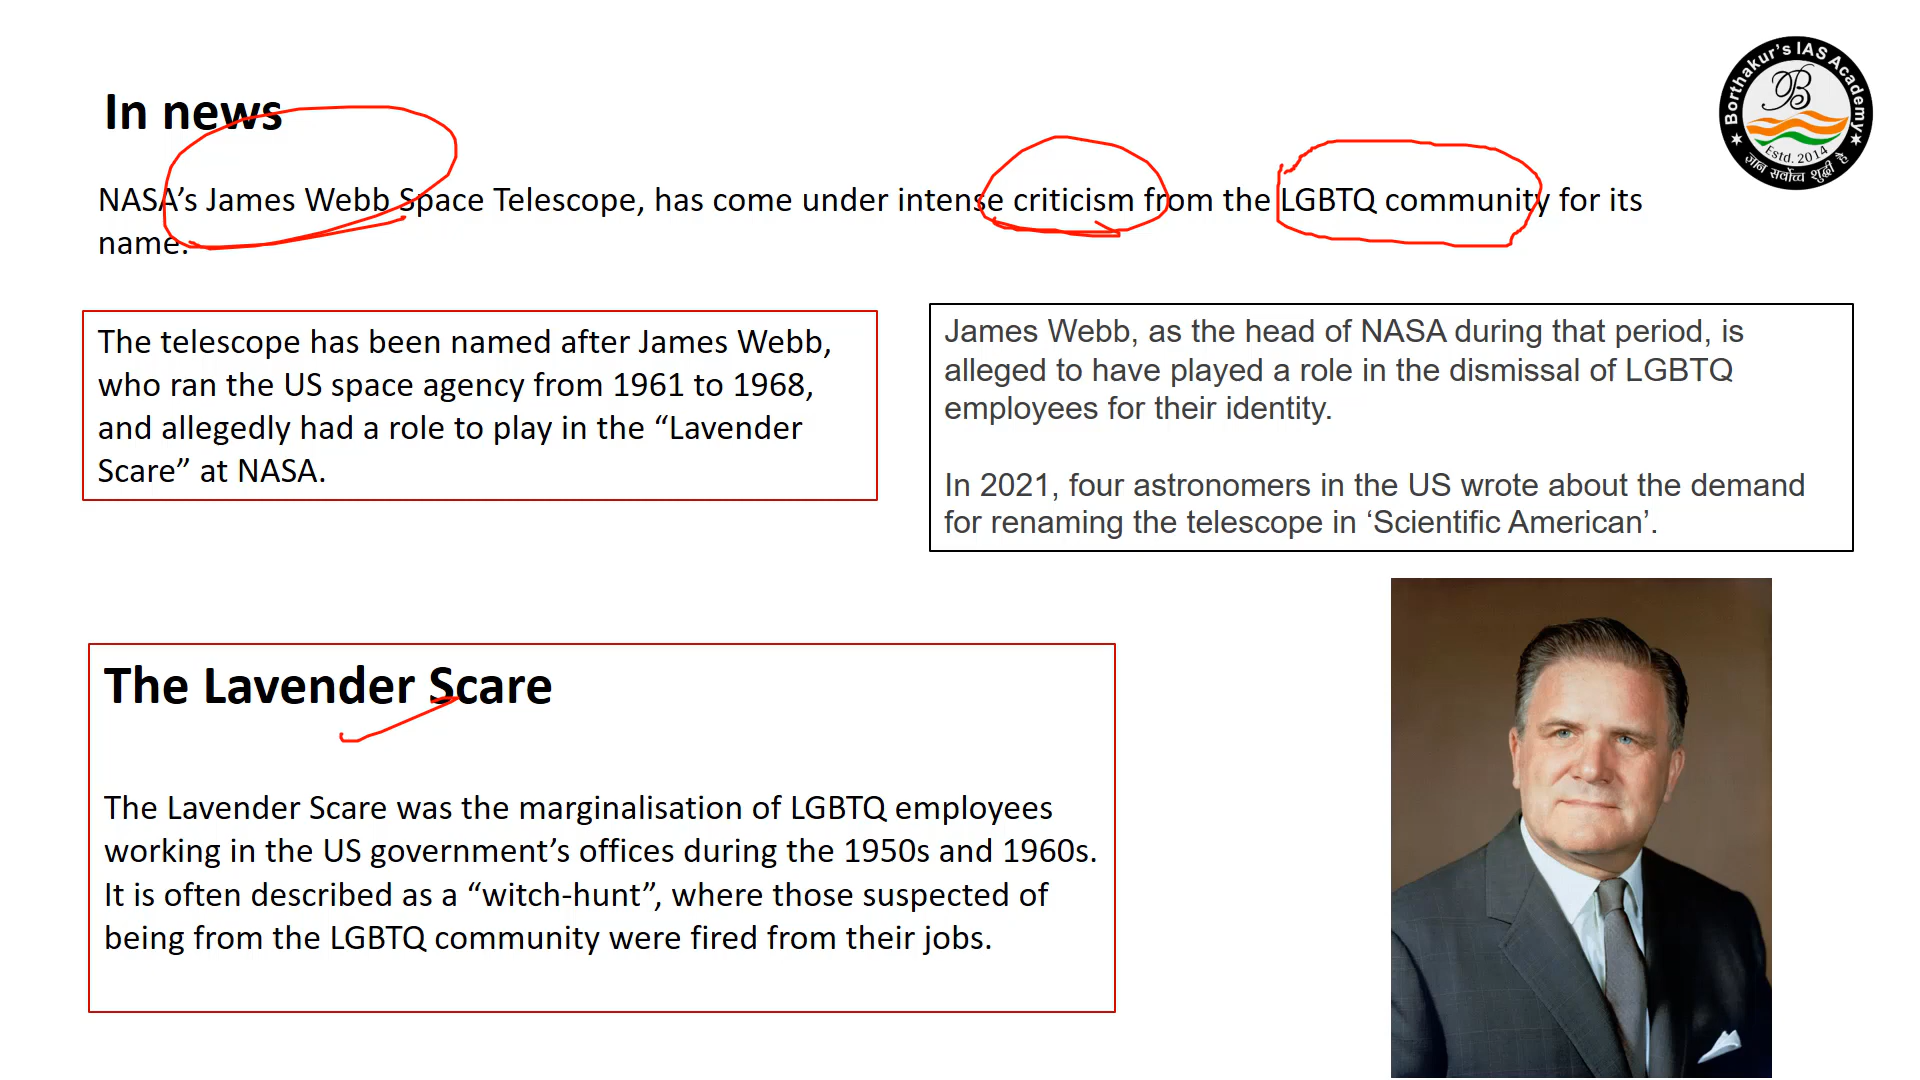 In news
NASA’s James Webb Space Telescope, has come under intense criticism from the LGBTQ community for its
name.
The telescope has been named after James Webb,
who ran the US space agency from 1961 to 1968,
and allegedly had a role to play in the “Lavender
Scare” at NASA.
James Webb, as the head of NASA during that period, is
alleged to have played a role in the dismissal of LGBTQ
employees for their identity.
In 2021, four astronomers in the US wrote about the demand
for renaming the telescope in ‘Scientific American’.
The Lavender Scare
The Lavender Scare was the marginalisation of LGBTQ employees
working in the US government’s offices during the 1950s and 1960s.
It is often described as a “witch-hunt”, where those suspected of
being from the LGBTQ community were fired from their jobs.
Borthakur's IAS Academy
B
Estd. 2014
ज्ञान सर्वोच्च शुद्धी है